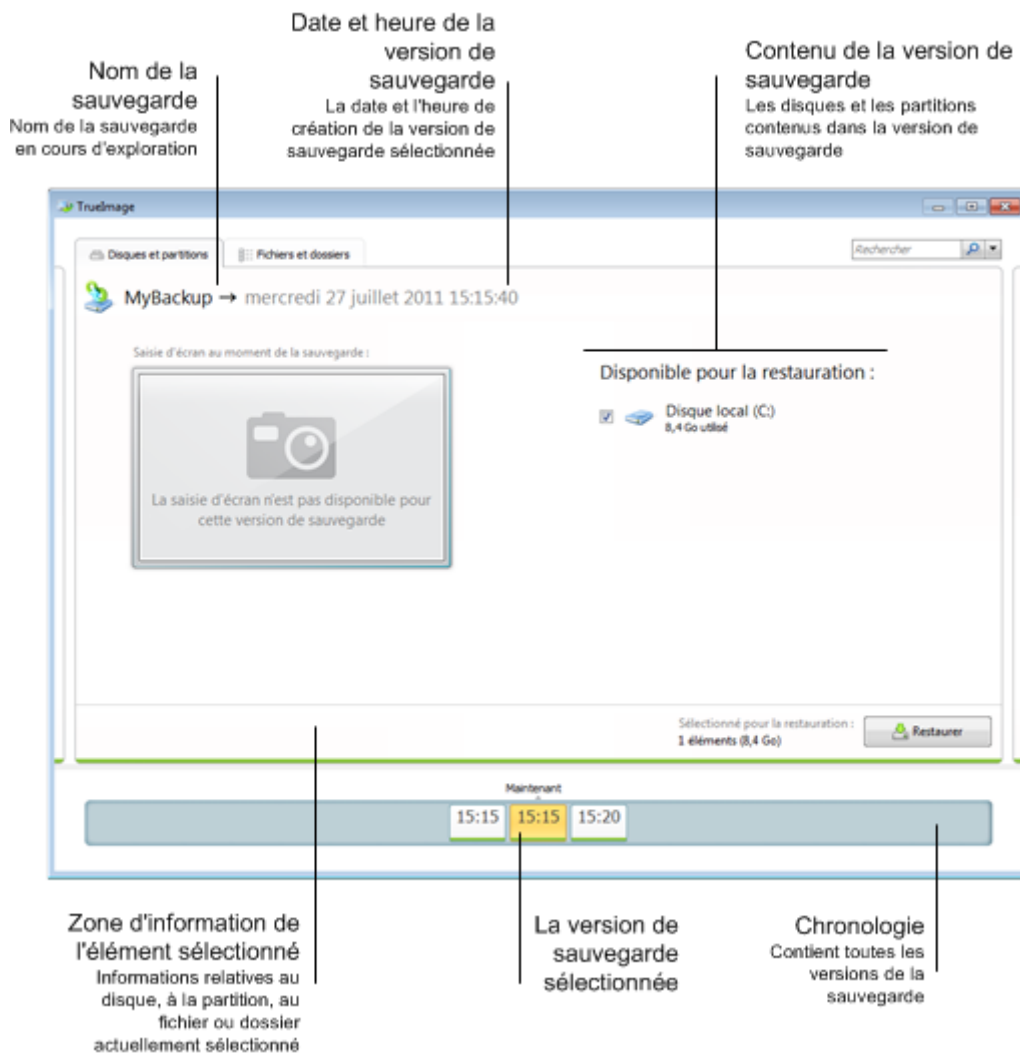 Nom de la
sauvegarde
Nom de la sauvegarde
en cours d'exploration
Date et heure de la
version de
sauvegarde
La date et l'heure de
création de la version de
sauvegarde sélectionnée
Contenu de la version de
sauvegarde
Les disques et les partitions
contenus dans la version de
sauvegarde
TrueImage
Disques et partitions
Fichiers et dossiers
Rechercher
MyBackup → mercredi 27 juillet 2011 15:15:40
Saisie d'écran au moment de la sauvegarde :
La saisie d'écran n'est pas disponible pour
cette version de sauvegarde
Disponible pour la restauration :
Disque local (C:)
8,4 Go utilisé
Sélectionné pour la restauration :
1 éléments (8,4 Go)
Restaurer
Maintenant
15:15
15:15
15:20
Zone d'information de
l'élément sélectionné
Informations relatives au
disque, à la partition, au
fichier ou dossier
actuellement sélectionné
La version de
sauvegarde
sélectionnée
Chronologie
Contient toutes les
versions de la
sauvegarde